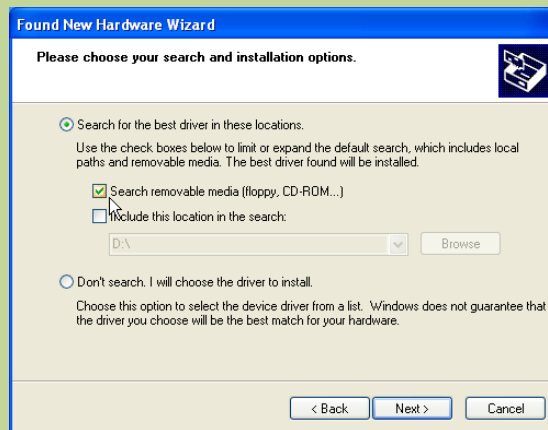 Found New Hardware Wizard
Please choose your search and installation options.
Search for the best driver in these locations.
Use the check boxes below to limit or expand the default search, which includes local
paths and removable media. The best driver found will be installed.
Search removable media (floppy, CD-ROM...)
Include this location in the search:
D:\
Browse
Don't search. I will choose the driver to install.
Choose this option to select the device driver from a list.  Windows does not guarantee that
the driver you choose will be the best match for your hardware.
< Back
Next >
Cancel